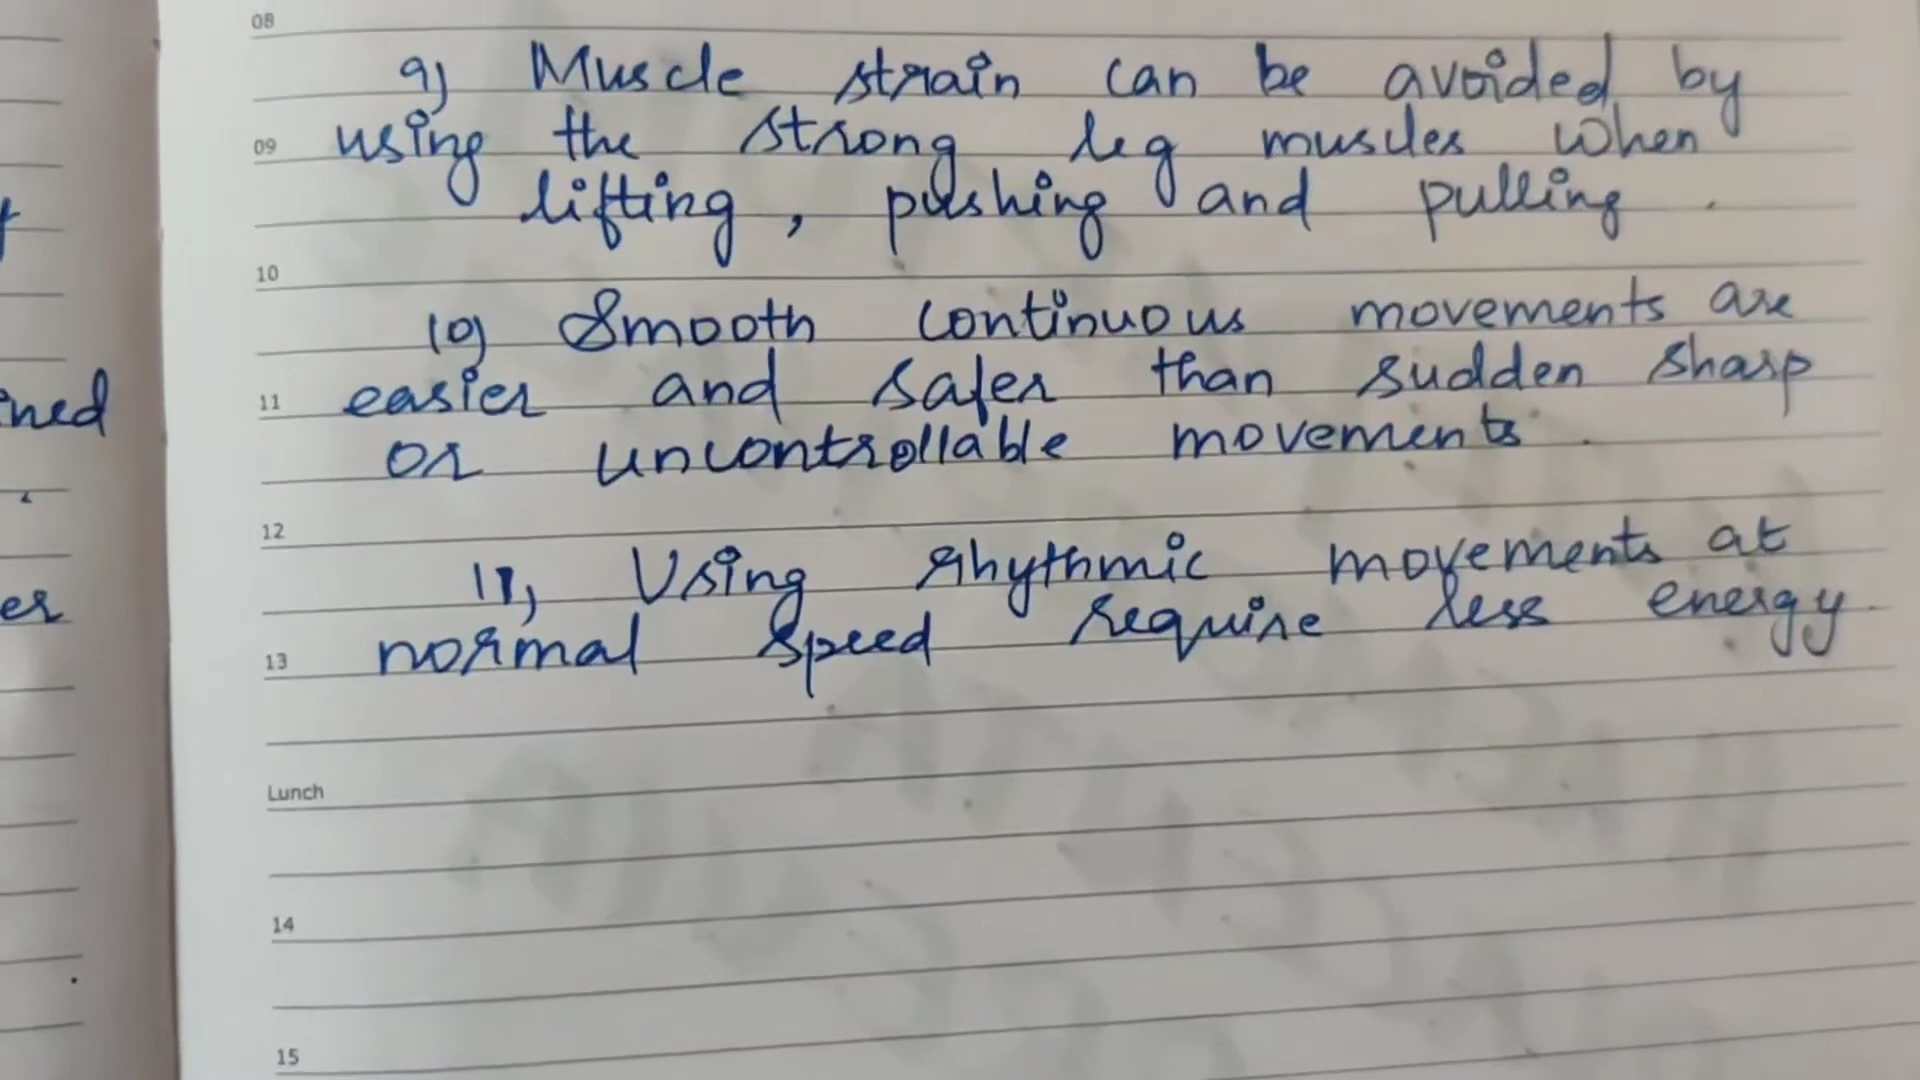 08
9) Muscle strain can be avoided by
09 using the strong leg muscles when
lifting, pushing and pulling.
10
10) Smooth continuous movements are
11 easier and safer than sudden sharp
or uncontrollable movements.
12
11) Using rhythmic movements at
13 normal speed require less energy
Lunch
14
15
ned
er